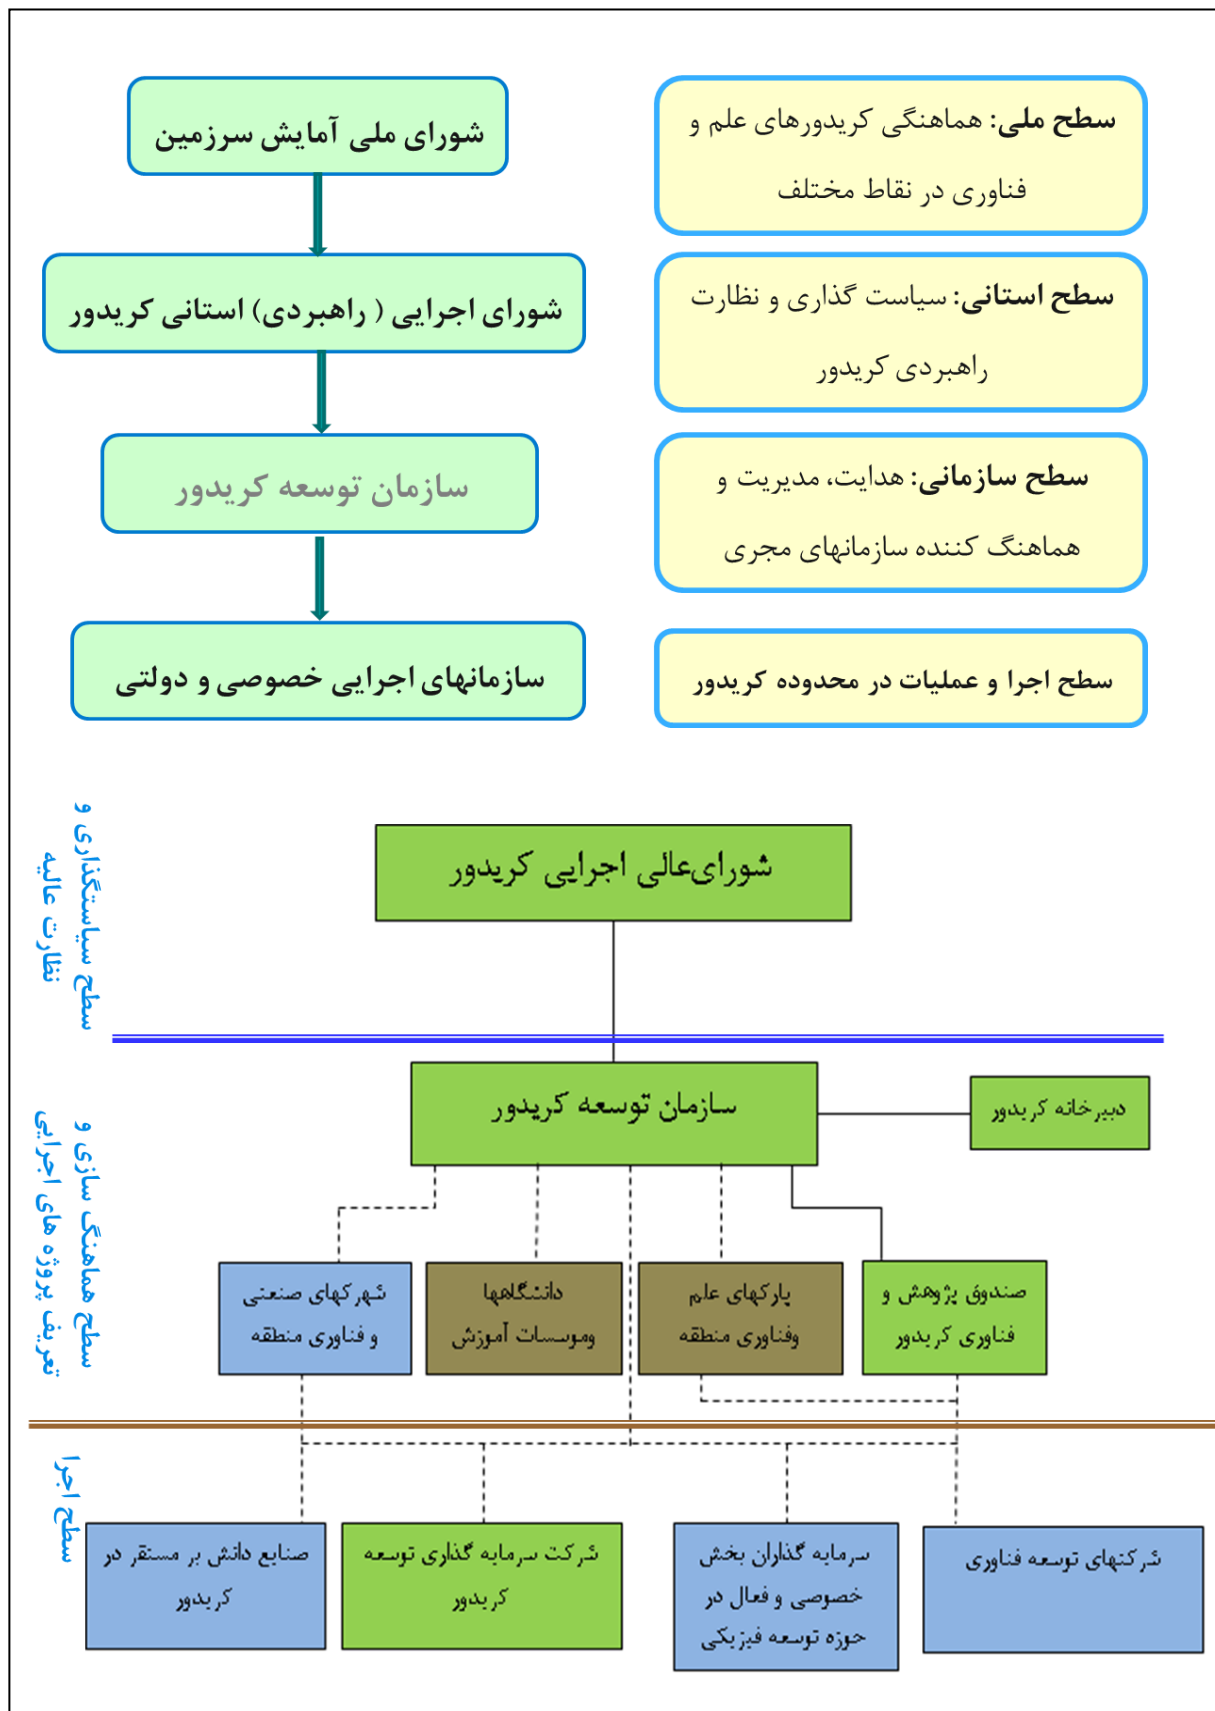 سطح ملی: هماهنگی کریدورهای علم و
فناوری در نقاط مختلف
شورای ملی آمایش سرزمین
سطح استانی: سیاست گذاری و نظارت
راهبردی کریدور
شورای اجرایی ( راهبردی) استانی کریدور
سطح سازمانی: هدایت، مدیریت و
هماهنگ کننده سازمانهای مجری
سازمان توسعه کریدور
سطح اجرا و عملیات در محدوده کریدور
سازمانهای اجرایی خصوصی و دولتی
سطح سیاستگذاری و
نظارت عالیه
شورای‌عالی اجرایی کریدور
سطح هماهنگ سازی و
تعریف پروژه های اجرایی
دبیرخانه کریدور
سازمان توسعه کریدور
صندوق پژوهش و
فناوری کریدور
پارکهای علم
وفناوری منطقه
دانشگاهها
وموسسات آموزش
شهرکهای صنعتی
و فناوری منطقه
سطح اجرا
شرکتهای توسعه فناوری
سرمایه گذاران بخش
خصوصی و فعال در
حوزه توسعه فیزیکی
شرکت سرمایه گذاری توسعه
کریدور
صنایع دانش بر مستقر در
کریدور